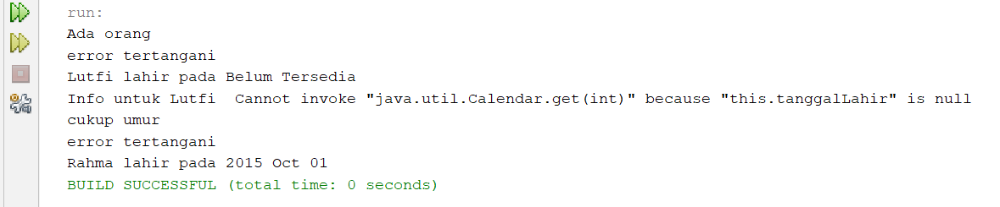 run:
Ada orang
error tertangani
Lutfi lahir pada Belum Tersedia
Info untuk Lutfi  Cannot invoke "java.util.Calendar.get(int)" because "this.tanggalLahir" is null
cukup umur
error tertangani
Rahma lahir pada 2015 Oct 01
BUILD SUCCESSFUL (total time: 0 seconds)